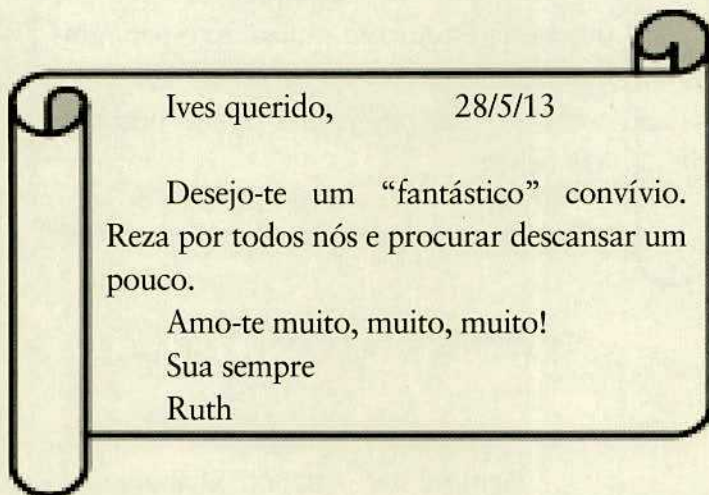 Ives querido, 28/5/13
Desejo-te um “fantástico” convívio.
Reza por todos nós e procurar descansar um
pouco.
Amo-te muito, muito, muito!
Sua sempre
Ruth